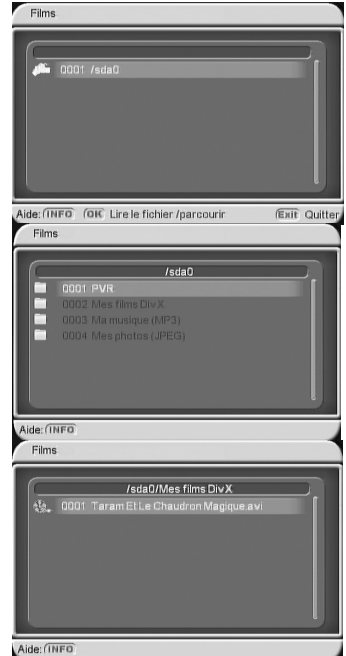 Films
0001 /sda0
Aide: INFO OK Lire le fichier /parcourir Exit Quitter
Films
/sda0
0001 PVR
0002 Mes films DivX
0003 Ma musique (MP3)
0004 Mes photos (JPEG)
Aide: INFO
Films
/sda0/Mes films DivX
0001 Taram Et Le Chaudron Magique.avi
Aide: INFO